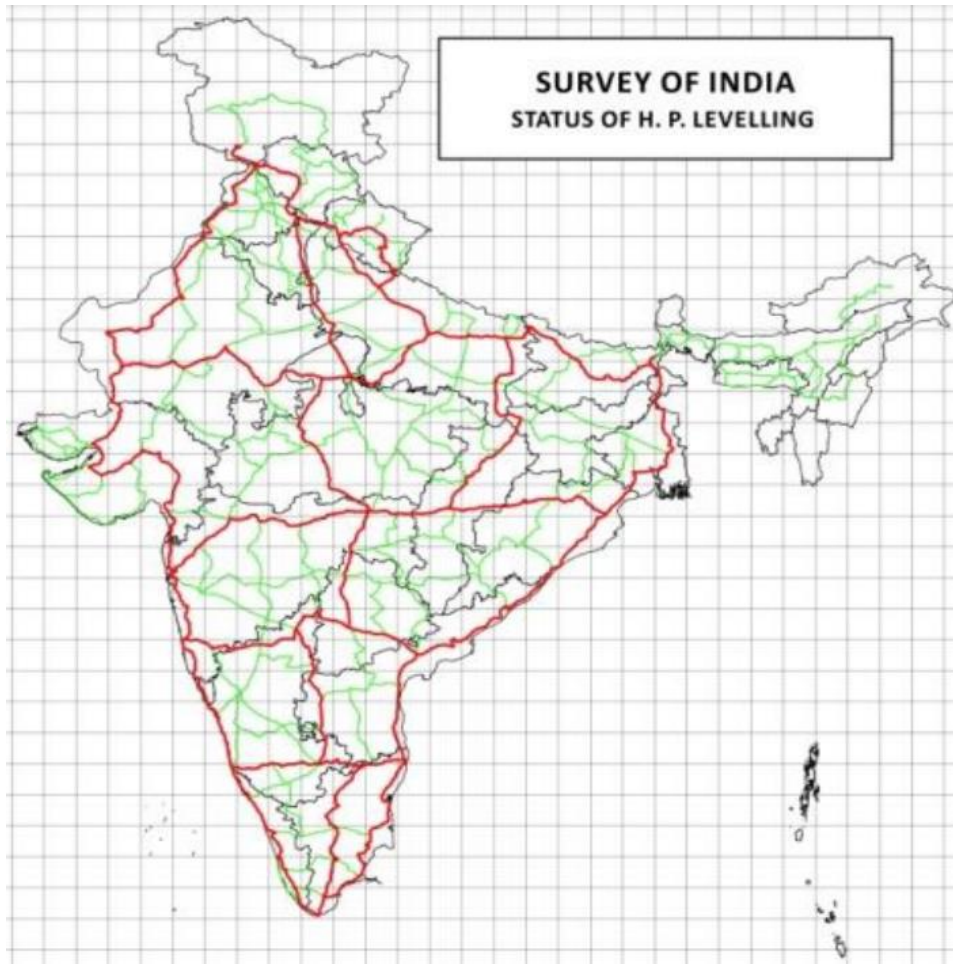 SURVEY OF INDIA
STATUS OF H. P. LEVELLING